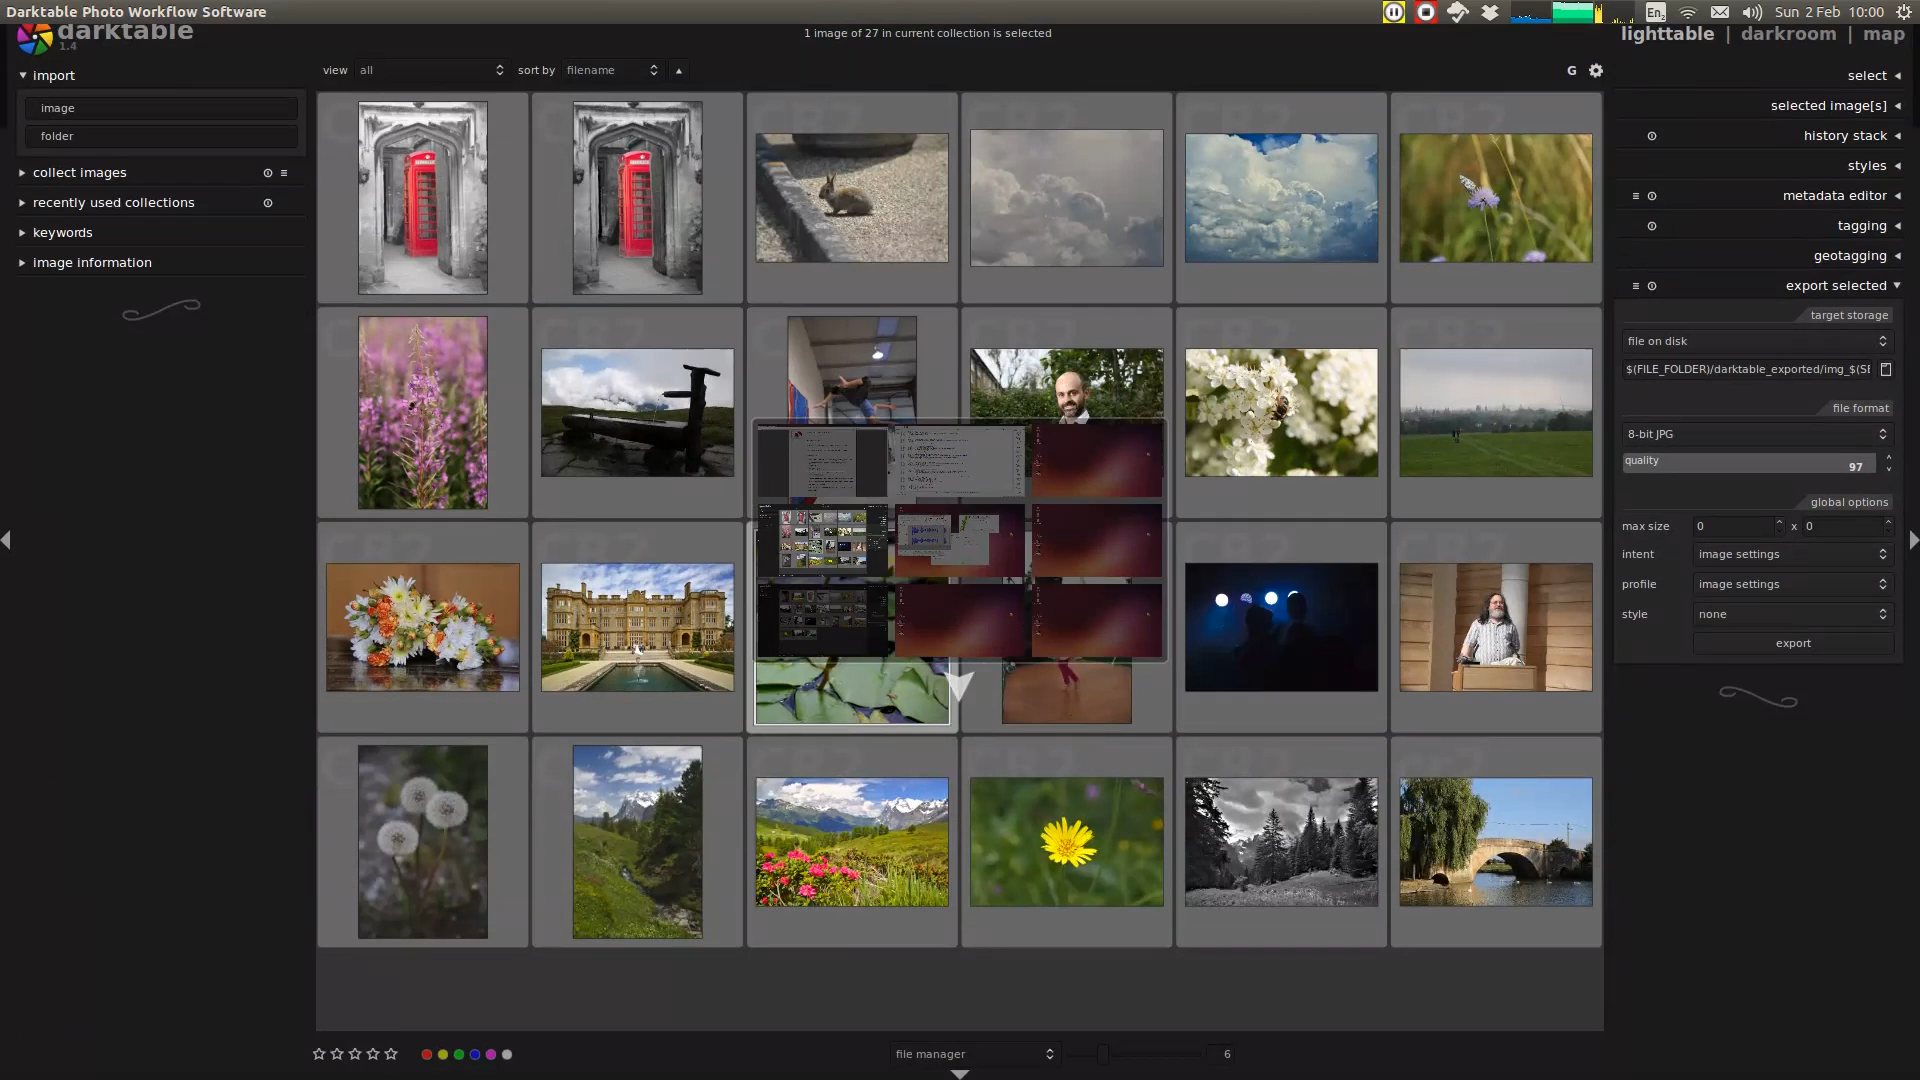 Darktable Photo Workflow Software
En2
Sun 2 Feb 10:00
darktable
1.4
1 image of 27 in current collection is selected
lighttable | darkroom | map
import
image
folder
collect images
recently used collections
keywords
image information
view all
sort by filename
G
select
selected image[s]
history stack
styles
metadata editor
tagging
geotagging
export selected
target storage
file on disk
$(FILE_FOLDER)/darktable_exported/img_$(SE
file format
8-bit JPG
quality 97
global options
max size 0 x 0
intent image settings
profile image settings
style none
export
file manager 6